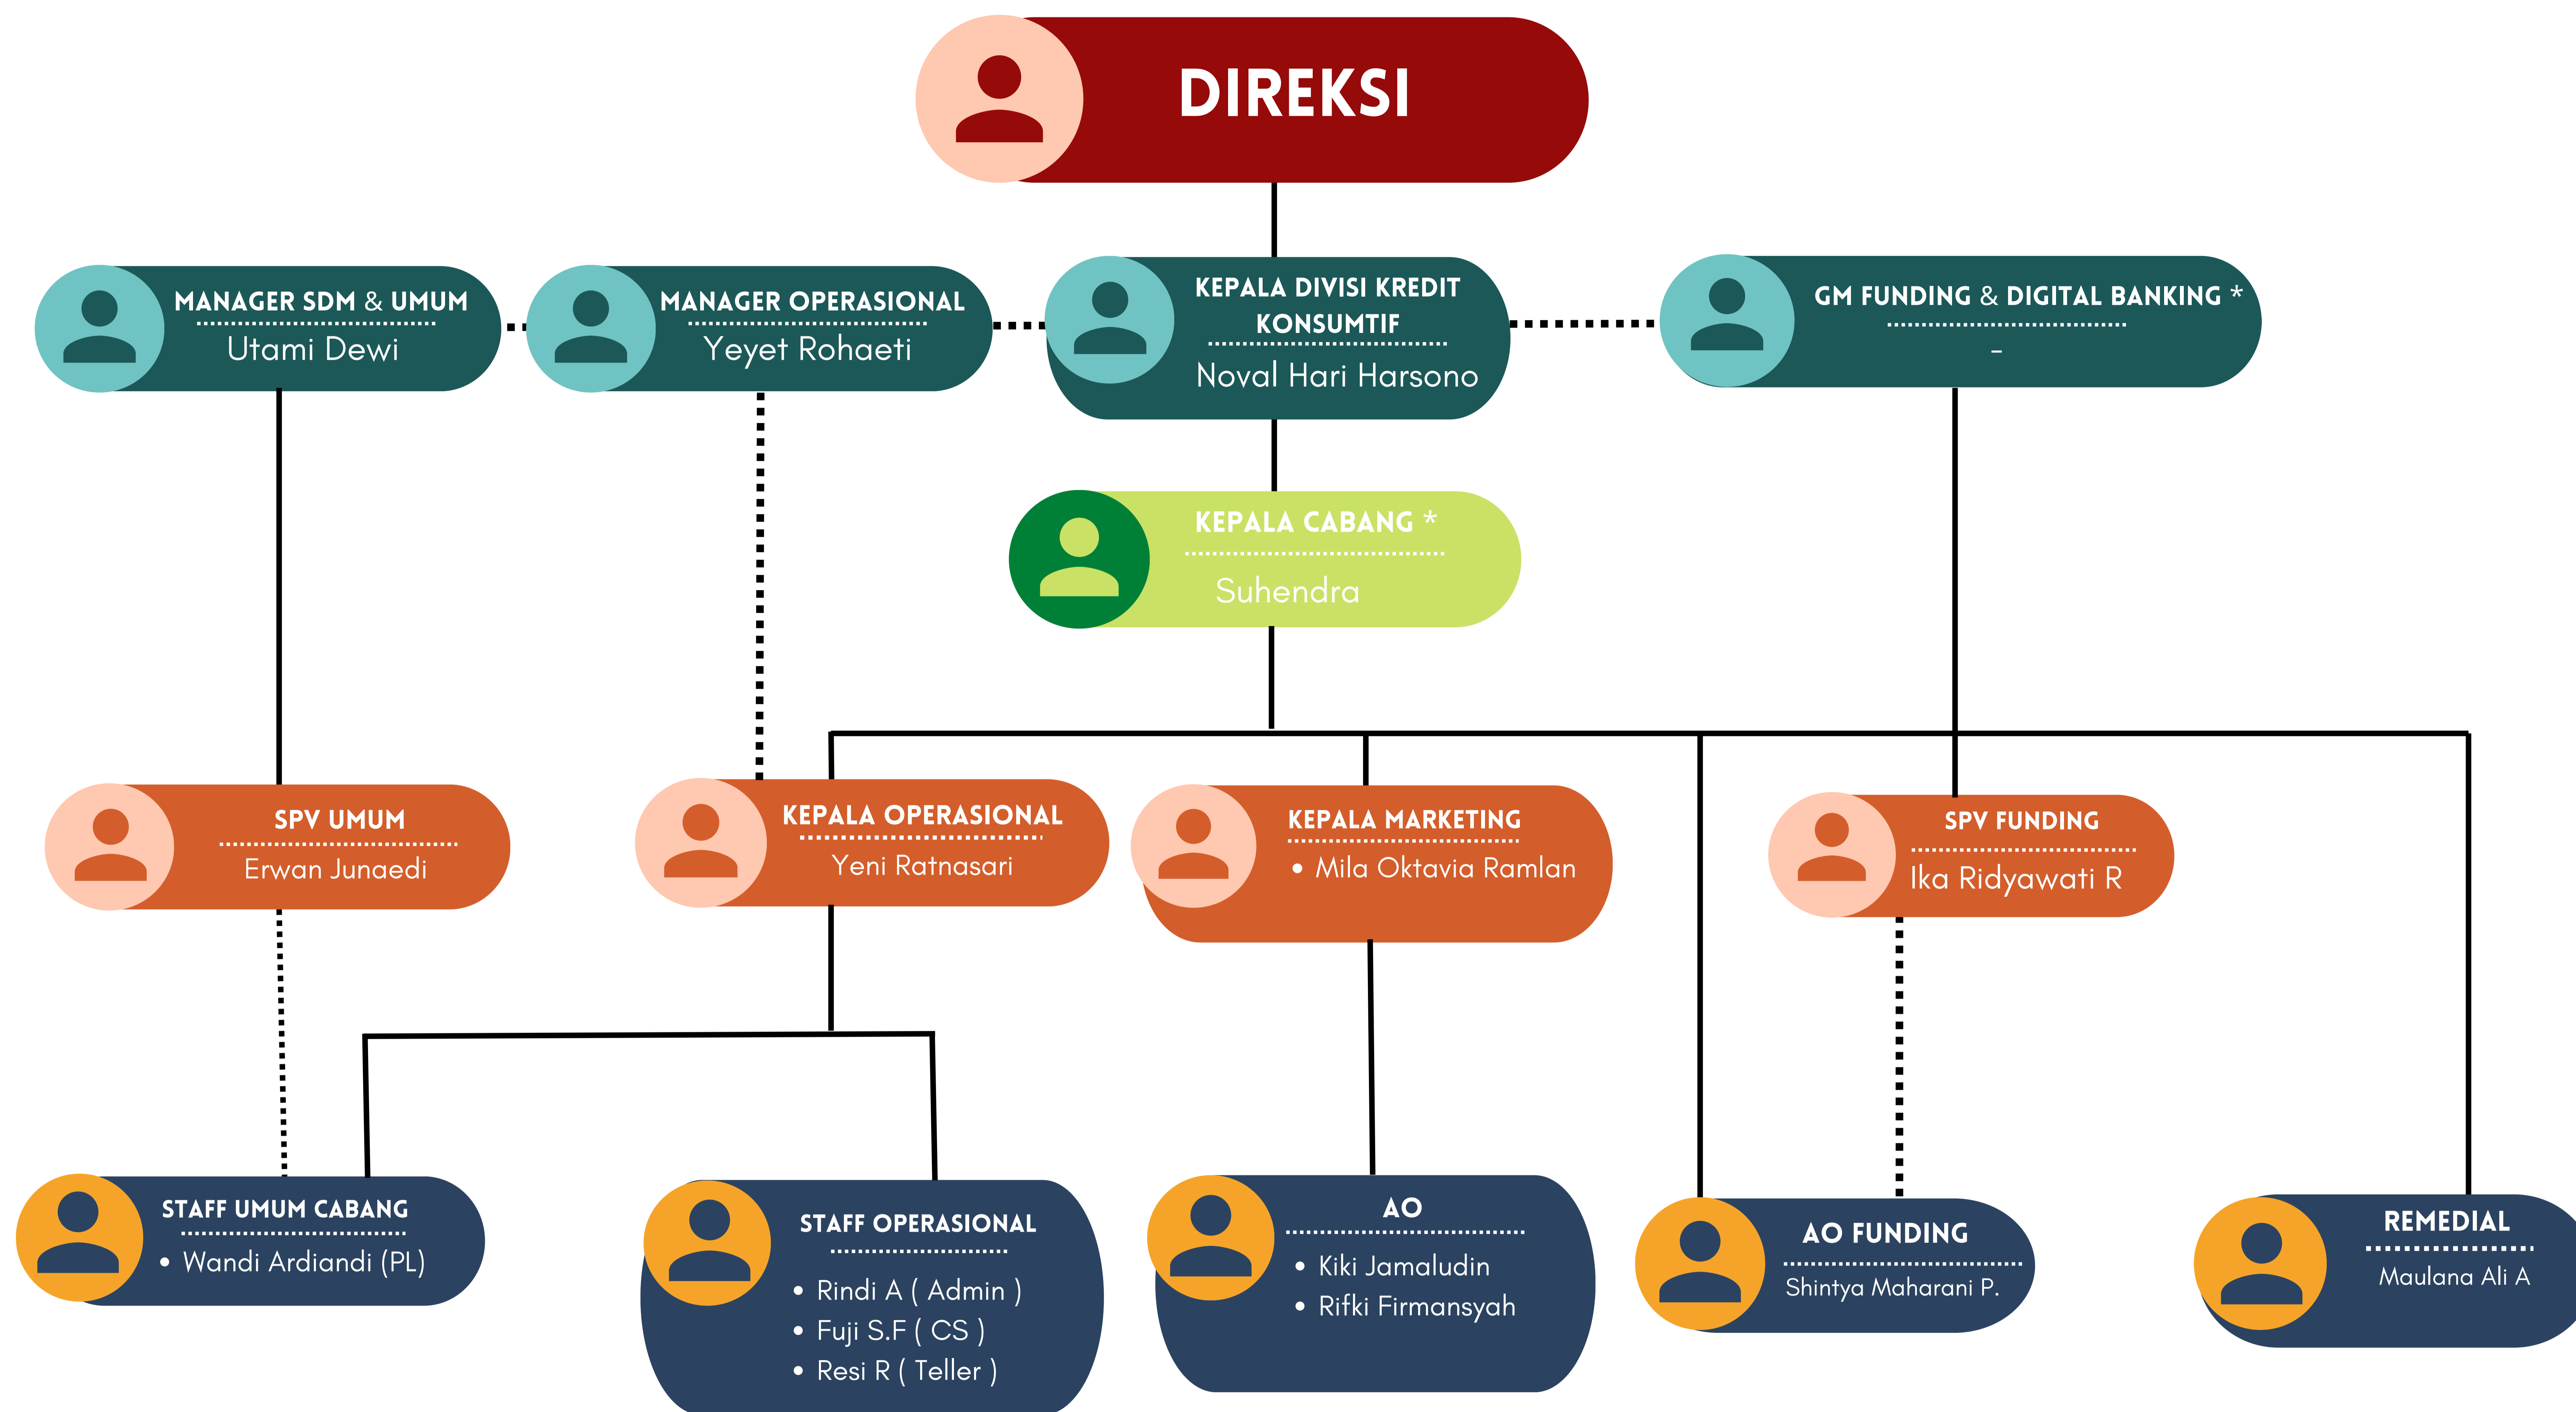 DIREKSI
MANAGER SDM & UMUM
Utami Dewi
MANAGER OPERASIONAL
Yeyet Rohaeti
KEPALA DIVISI KREDIT
KONSUMTIF
Noval Hari Harsono
GM FUNDING & DIGITAL BANKING *
-
KEPALA CABANG *
Suhendra
SPV UMUM
Erwan Junaedi
KEPALA OPERASIONAL
Yeni Ratnasari
KEPALA MARKETING
• Mila Oktavia Ramlan
SPV FUNDING
Ika Ridyawati R
STAFF UMUM CABANG
• Wandi Ardiandi (PL)
STAFF OPERASIONAL
• Rindi A ( Admin )
• Fuji S.F ( CS )
• Resi R ( Teller )
AO
• Kiki Jamaludin
• Rifki Firmansyah
AO FUNDING
Shintya Maharani P.
REMEDIAL
Maulana Ali A